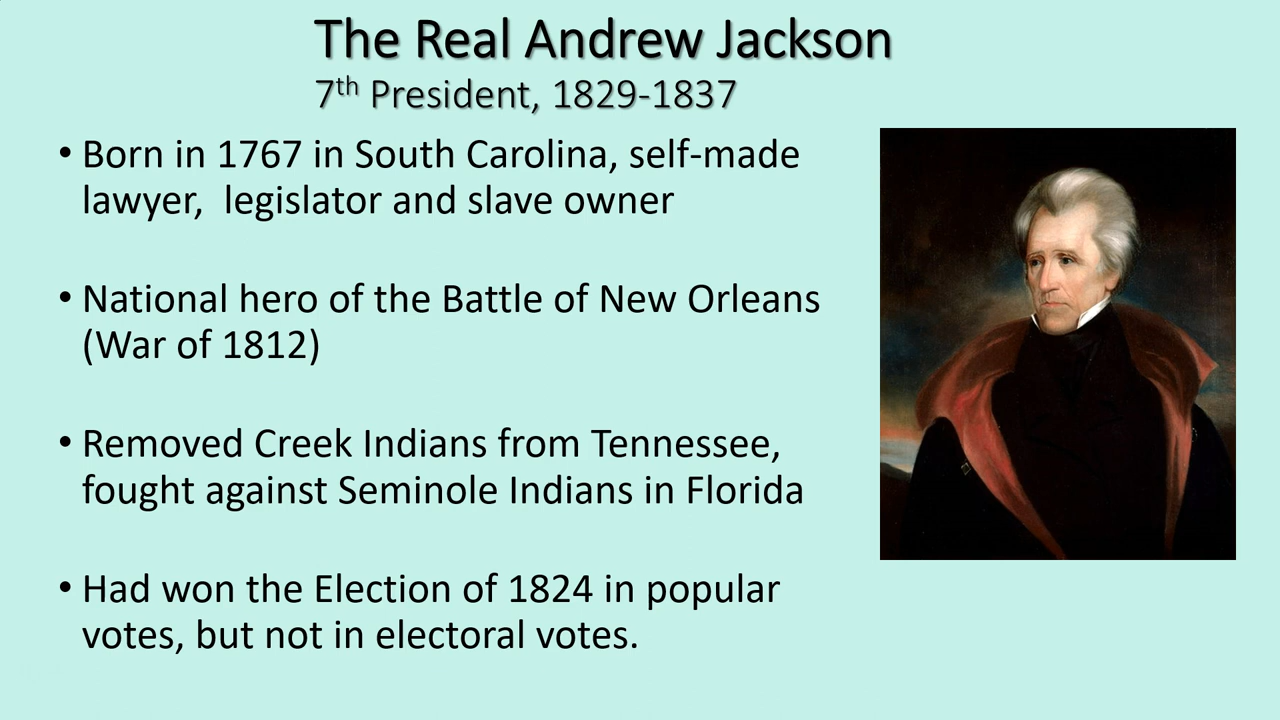 The Real Andrew Jackson
7th President, 1829-1837
• Born in 1767 in South Carolina, self-made
lawyer,  legislator and slave owner
• National hero of the Battle of New Orleans
(War of 1812)
• Removed Creek Indians from Tennessee,
fought against Seminole Indians in Florida
• Had won the Election of 1824 in popular
votes, but not in electoral votes.